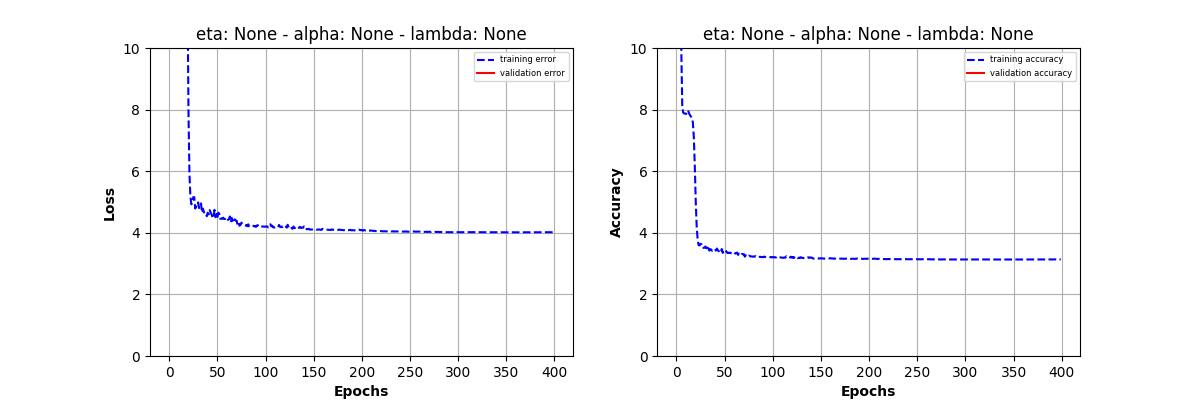 eta: None - alpha: None - lambda: None
10
8
6
4
2
0
Loss
training error
validation error
0 50 100 150 200 250 300 350 400
Epochs
eta: None - alpha: None - lambda: None
10
8
6
4
2
0
Accuracy
training accuracy
validation accuracy
0 50 100 150 200 250 300 350 400
Epochs